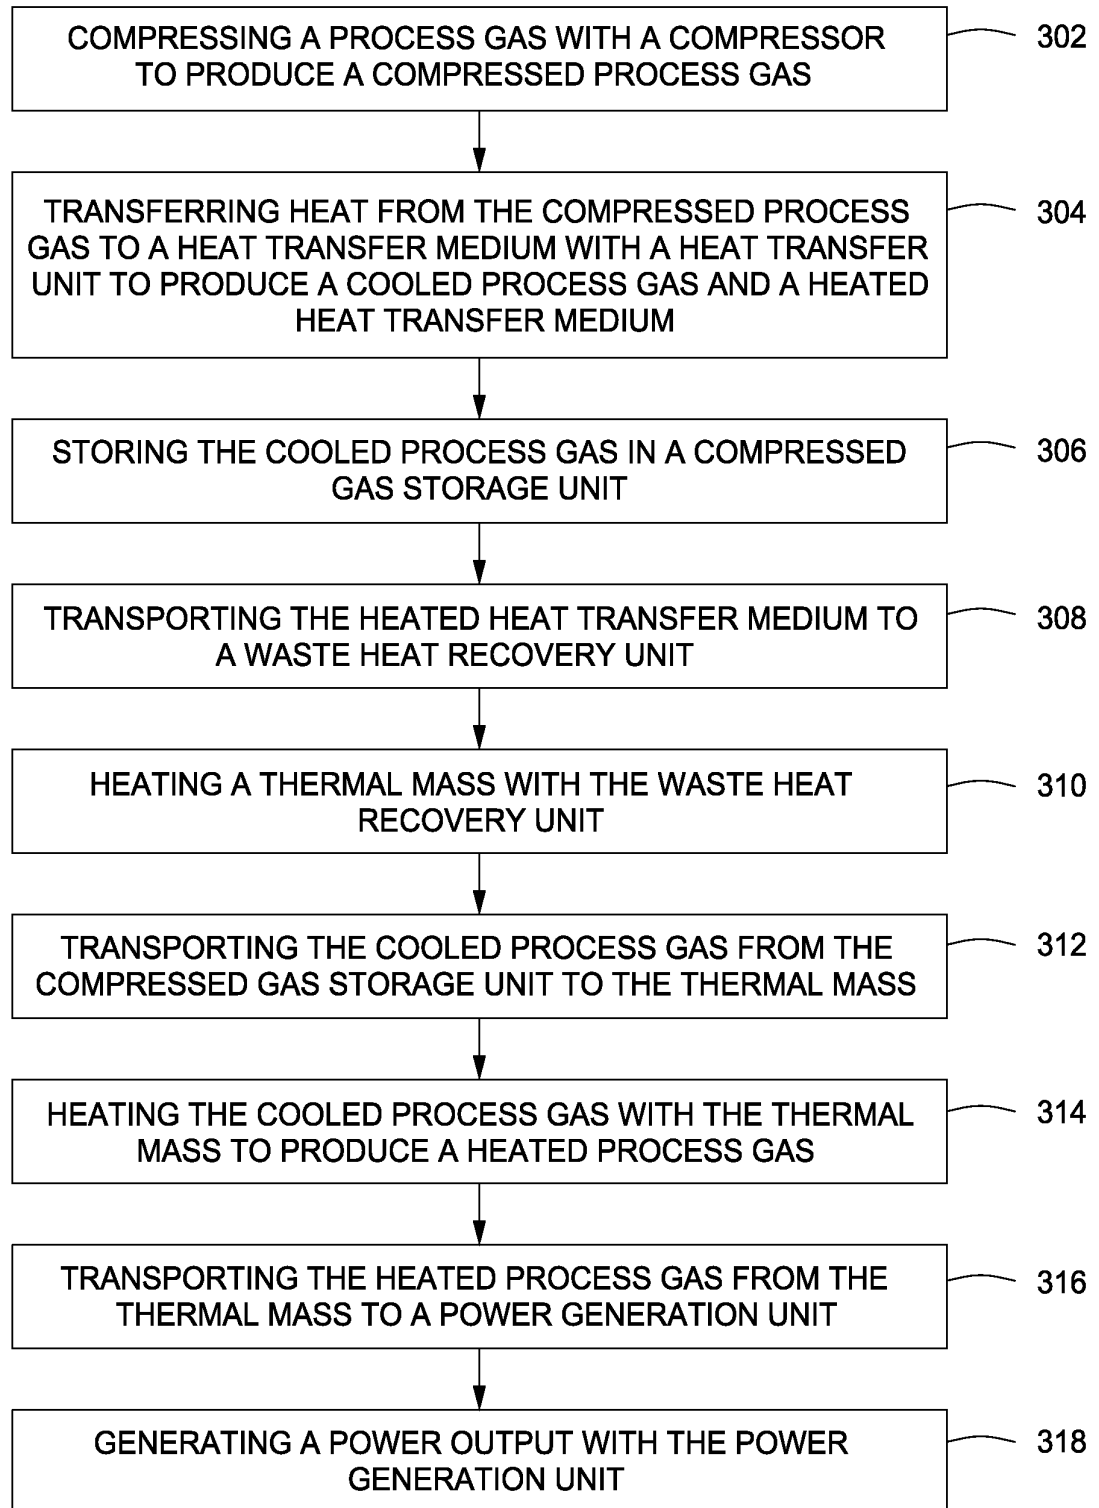 COMPRESSING A PROCESS GAS WITH A COMPRESSOR
TO PRODUCE A COMPRESSED PROCESS GAS
302
TRANSFERRING HEAT FROM THE COMPRESSED PROCESS
GAS TO A HEAT TRANSFER MEDIUM WITH A HEAT TRANSFER
UNIT TO PRODUCE A COOLED PROCESS GAS AND A HEATED
HEAT TRANSFER MEDIUM
304
STORING THE COOLED PROCESS GAS IN A COMPRESSED
GAS STORAGE UNIT
306
TRANSPORTING THE HEATED HEAT TRANSFER MEDIUM TO
A WASTE HEAT RECOVERY UNIT
308
HEATING A THERMAL MASS WITH THE WASTE HEAT
RECOVERY UNIT
310
TRANSPORTING THE COOLED PROCESS GAS FROM THE
COMPRESSED GAS STORAGE UNIT TO THE THERMAL MASS
312
HEATING THE COOLED PROCESS GAS WITH THE THERMAL
MASS TO PRODUCE A HEATED PROCESS GAS
314
TRANSPORTING THE HEATED PROCESS GAS FROM THE
THERMAL MASS TO A POWER GENERATION UNIT
316
GENERATING A POWER OUTPUT WITH THE POWER
GENERATION UNIT
318